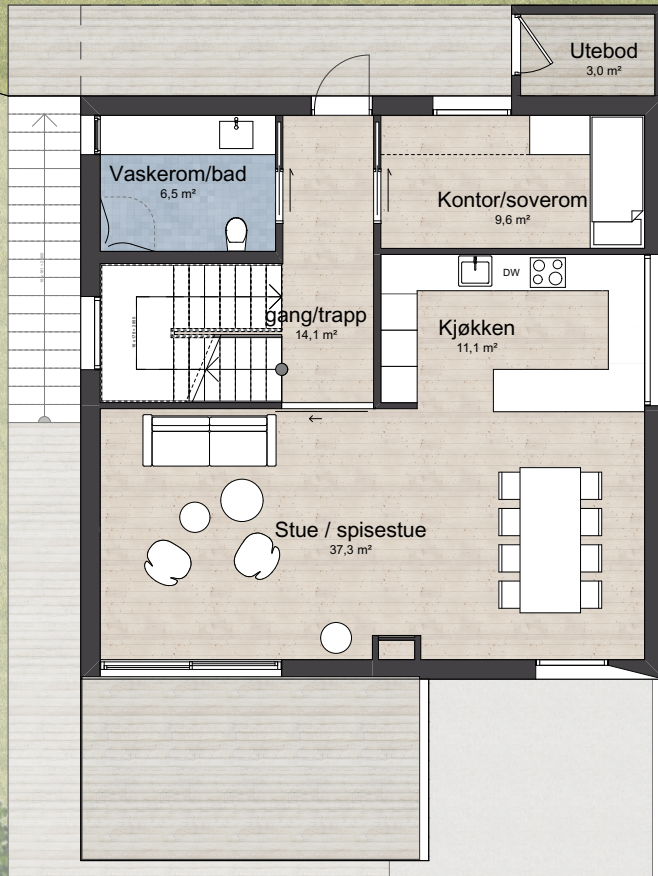 Utebod
3,0 m²
Vaskerom/bad
6,5 m²
Kontor/soverom
9,6 m²
DW
gang/trapp
14,1 m²
Kjøkken
11,1 m²
Stue / spisestue
37,3 m²